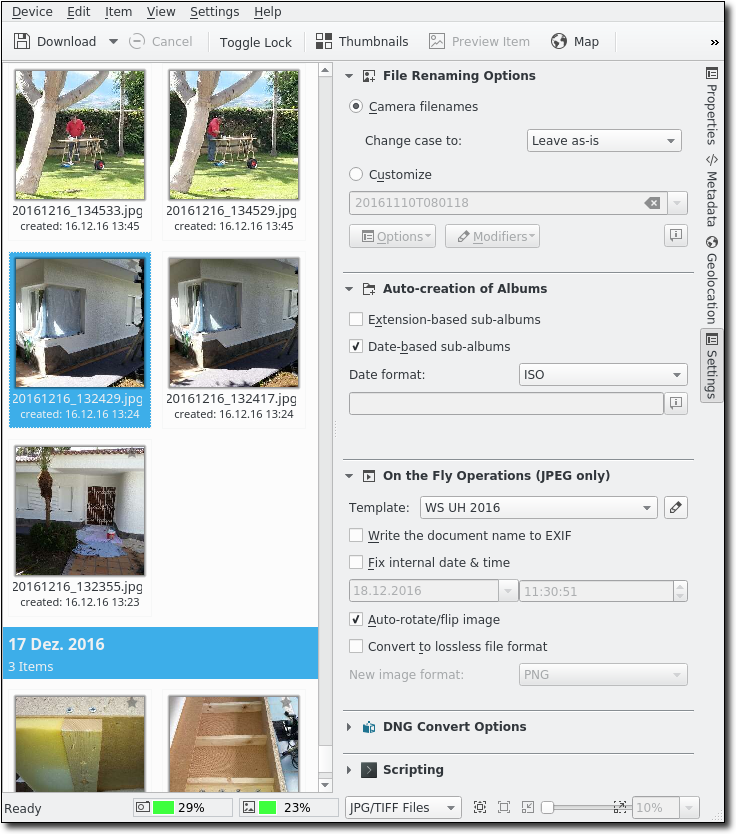 Device Edit Item View Settings Help
Download Cancel Toggle Lock Thumbnails Preview Item Map »
20161216_134533.jpg
created: 16.12.16 13:45
20161216_134529.jpg
created: 16.12.16 13:45
20161216_132429.jpg
created: 16.12.16 13:24
20161216_132417.jpg
created: 16.12.16 13:24
20161216_132355.jpg
created: 16.12.16 13:23
17 Dez. 2016
3 Items
File Renaming Options
Camera filenames
Change case to: Leave as-is
Customize
20161110T080118
Options Modifiers
Auto-creation of Albums
Extension-based sub-albums
Date-based sub-albums
Date format: ISO
On the Fly Operations (JPEG only)
Template: WS UH 2016
Write the document name to EXIF
Fix internal date & time
18.12.2016 11:30:51
Auto-rotate/flip image
Convert to lossless file format
New image format: PNG
DNG Convert Options
Scripting
Properties
Metadata
Geolocation
Settings
Ready 29% 23% JPG/TIFF Files 10%